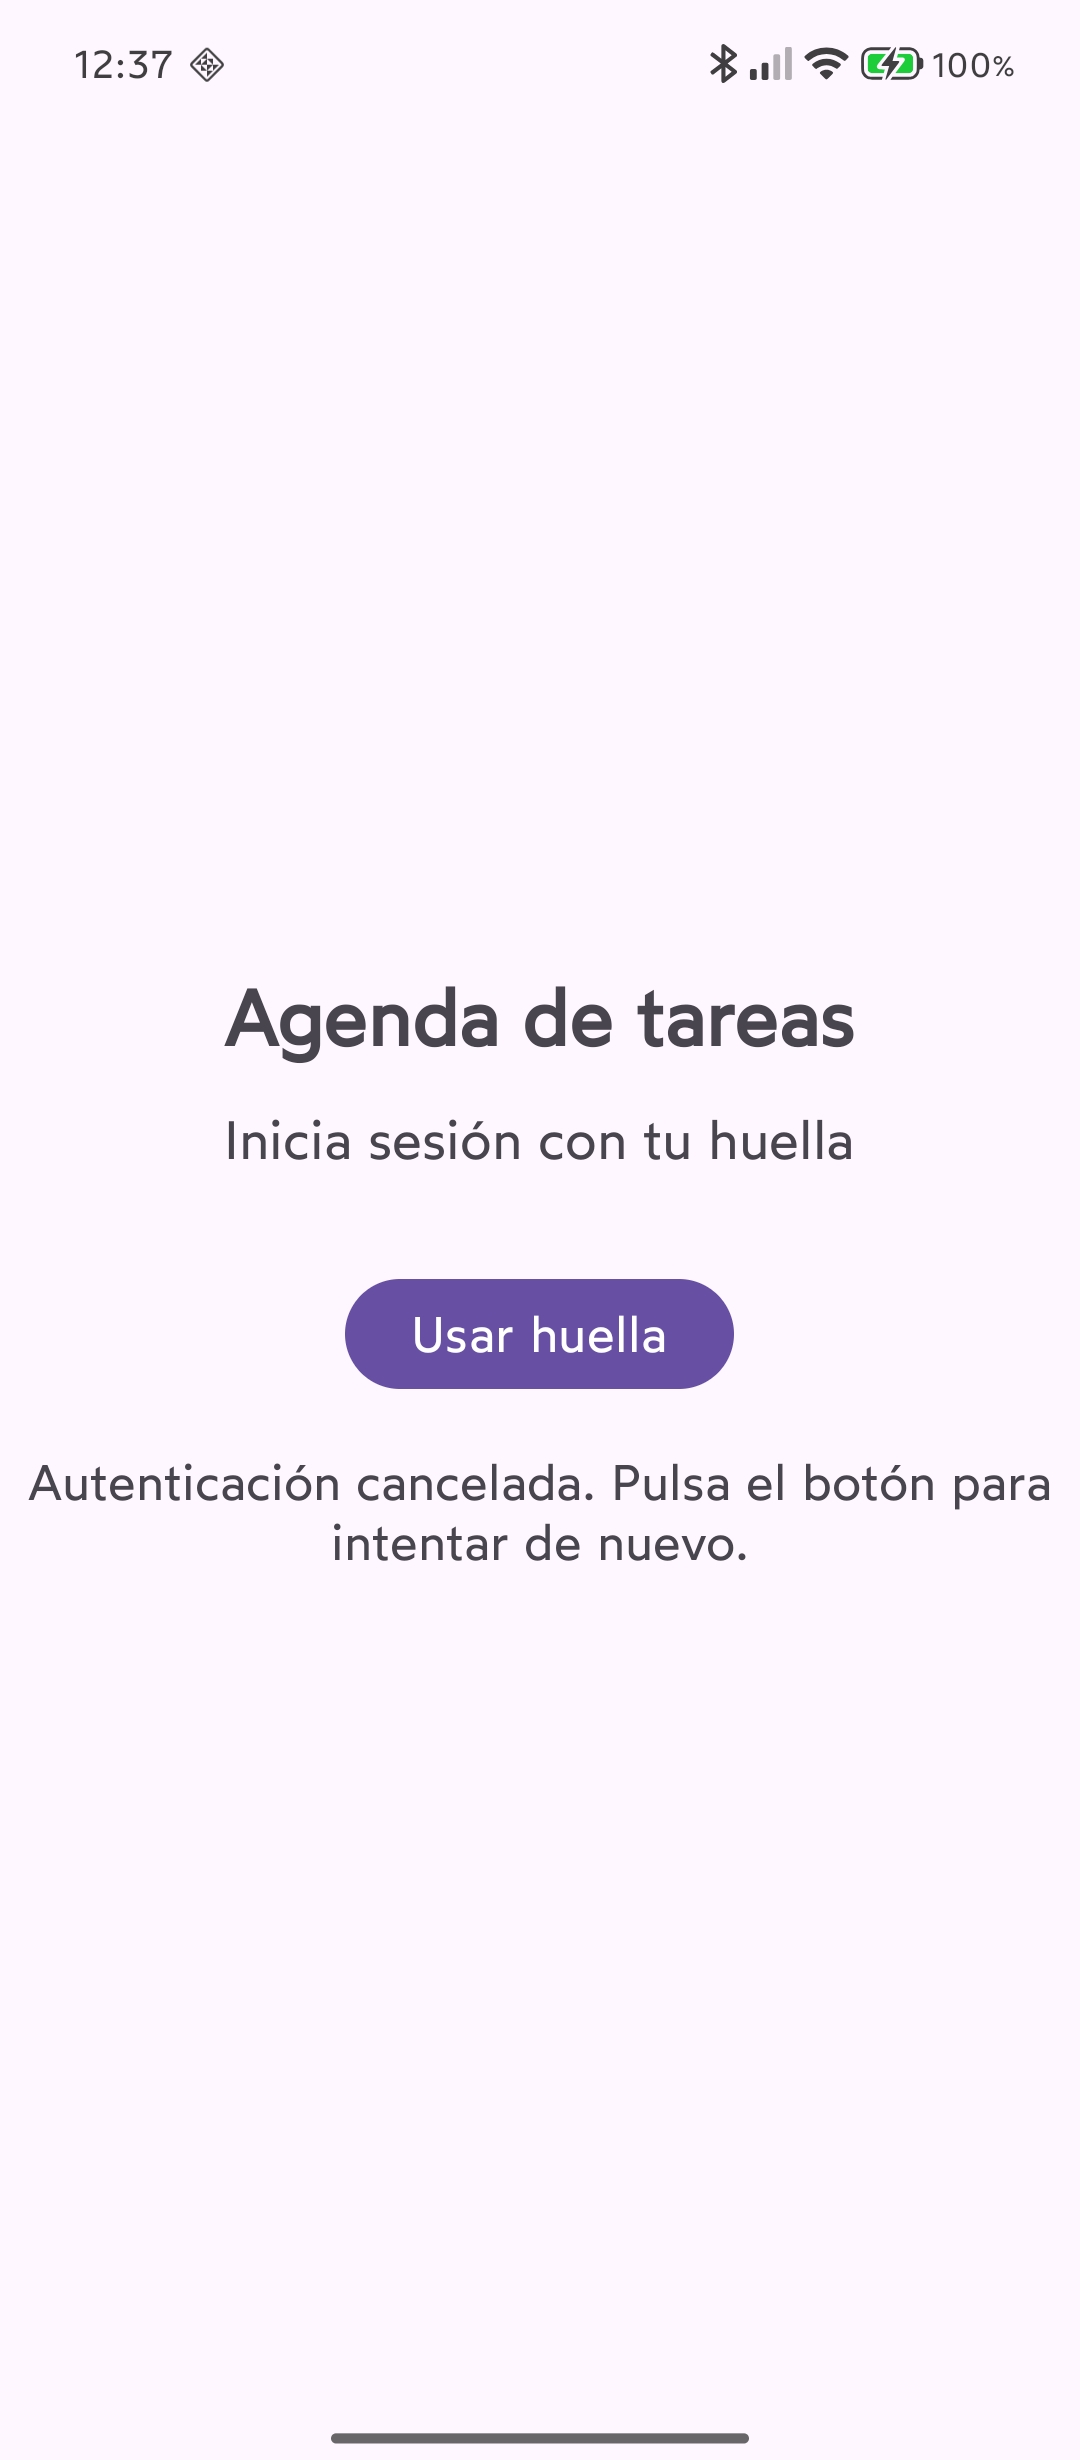 12:37
100%
Agenda de tareas
Inicia sesión con tu huella
Usar huella
Autenticación cancelada. Pulsa el botón para
intentar de nuevo.